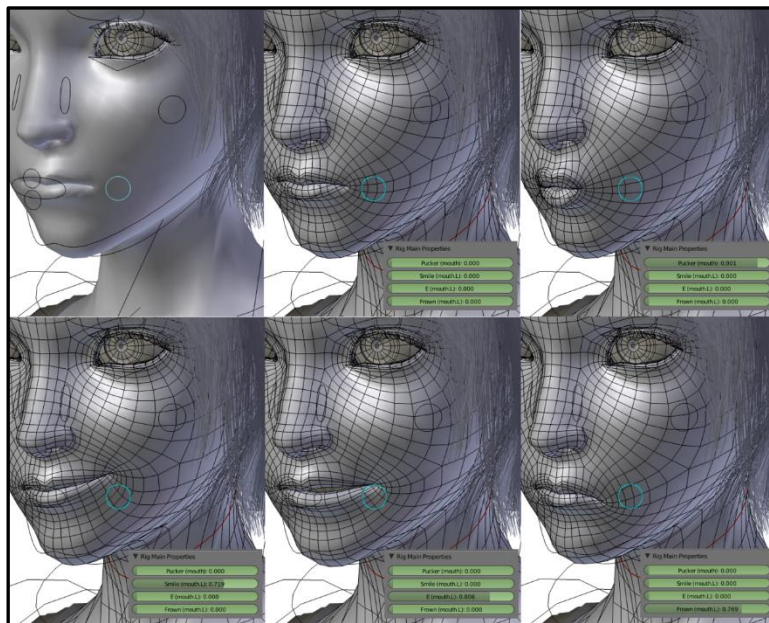 ▼ Rig Main Properties
Pucker (mouth): 0.000
Smile (mouth.L): 0.000
E (mouth.L): 0.000
Frown (mouth.L): 0.000
▼ Rig Main Properties
Pucker (mouth): 0.901
Smile (mouth.L): 0.000
E (mouth.L): 0.000
Frown (mouth.L): 0.000
▼ Rig Main Properties
Pucker (mouth): 0.000
Smile (mouth.L): 0.719
E (mouth.L): 0.000
Frown (mouth.L): 0.000
▼ Rig Main Properties
Pucker (mouth): 0.000
Smile (mouth.L): 0.000
E (mouth.L): 0.806
Frown (mouth.L): 0.000
▼ Rig Main Properties
Pucker (mouth): 0.000
Smile (mouth.L): 0.000
E (mouth.L): 0.000
Frown (mouth.L): 0.769